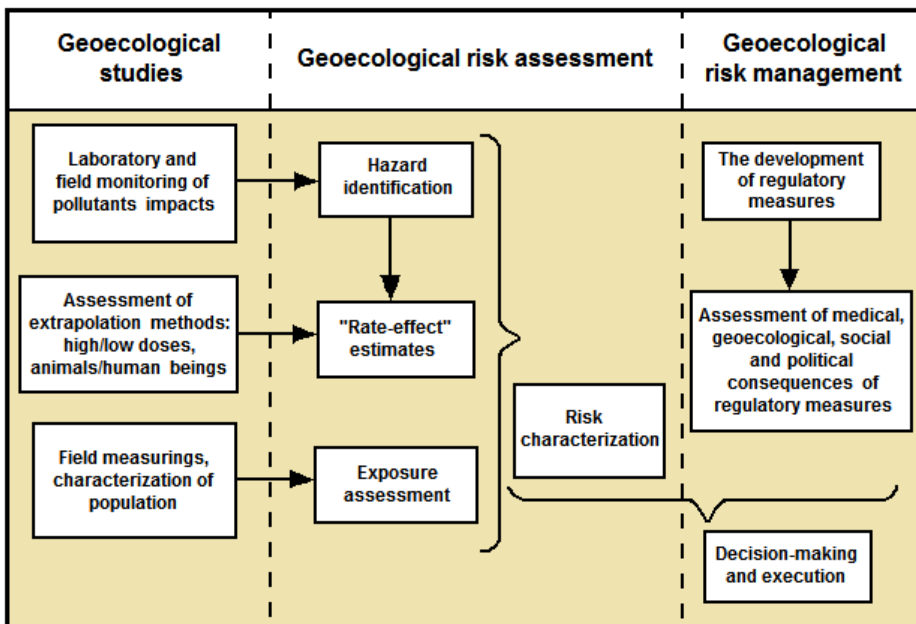 Geoecological
studies
Geoecological risk assessment
Geoecological
risk management
Laboratory and
field monitoring of
pollutants impacts
Hazard
identification
The development
of regulatory
measures
Assessment of
extrapolation methods:
high/low doses,
animals/human beings
"Rate-effect"
estimates
Assessment of medical,
geoecological, social
and political
consequences of
regulatory measures
Risk
characterization
Field measurings,
characterization of
population
Exposure
assessment
Decision-making
and execution